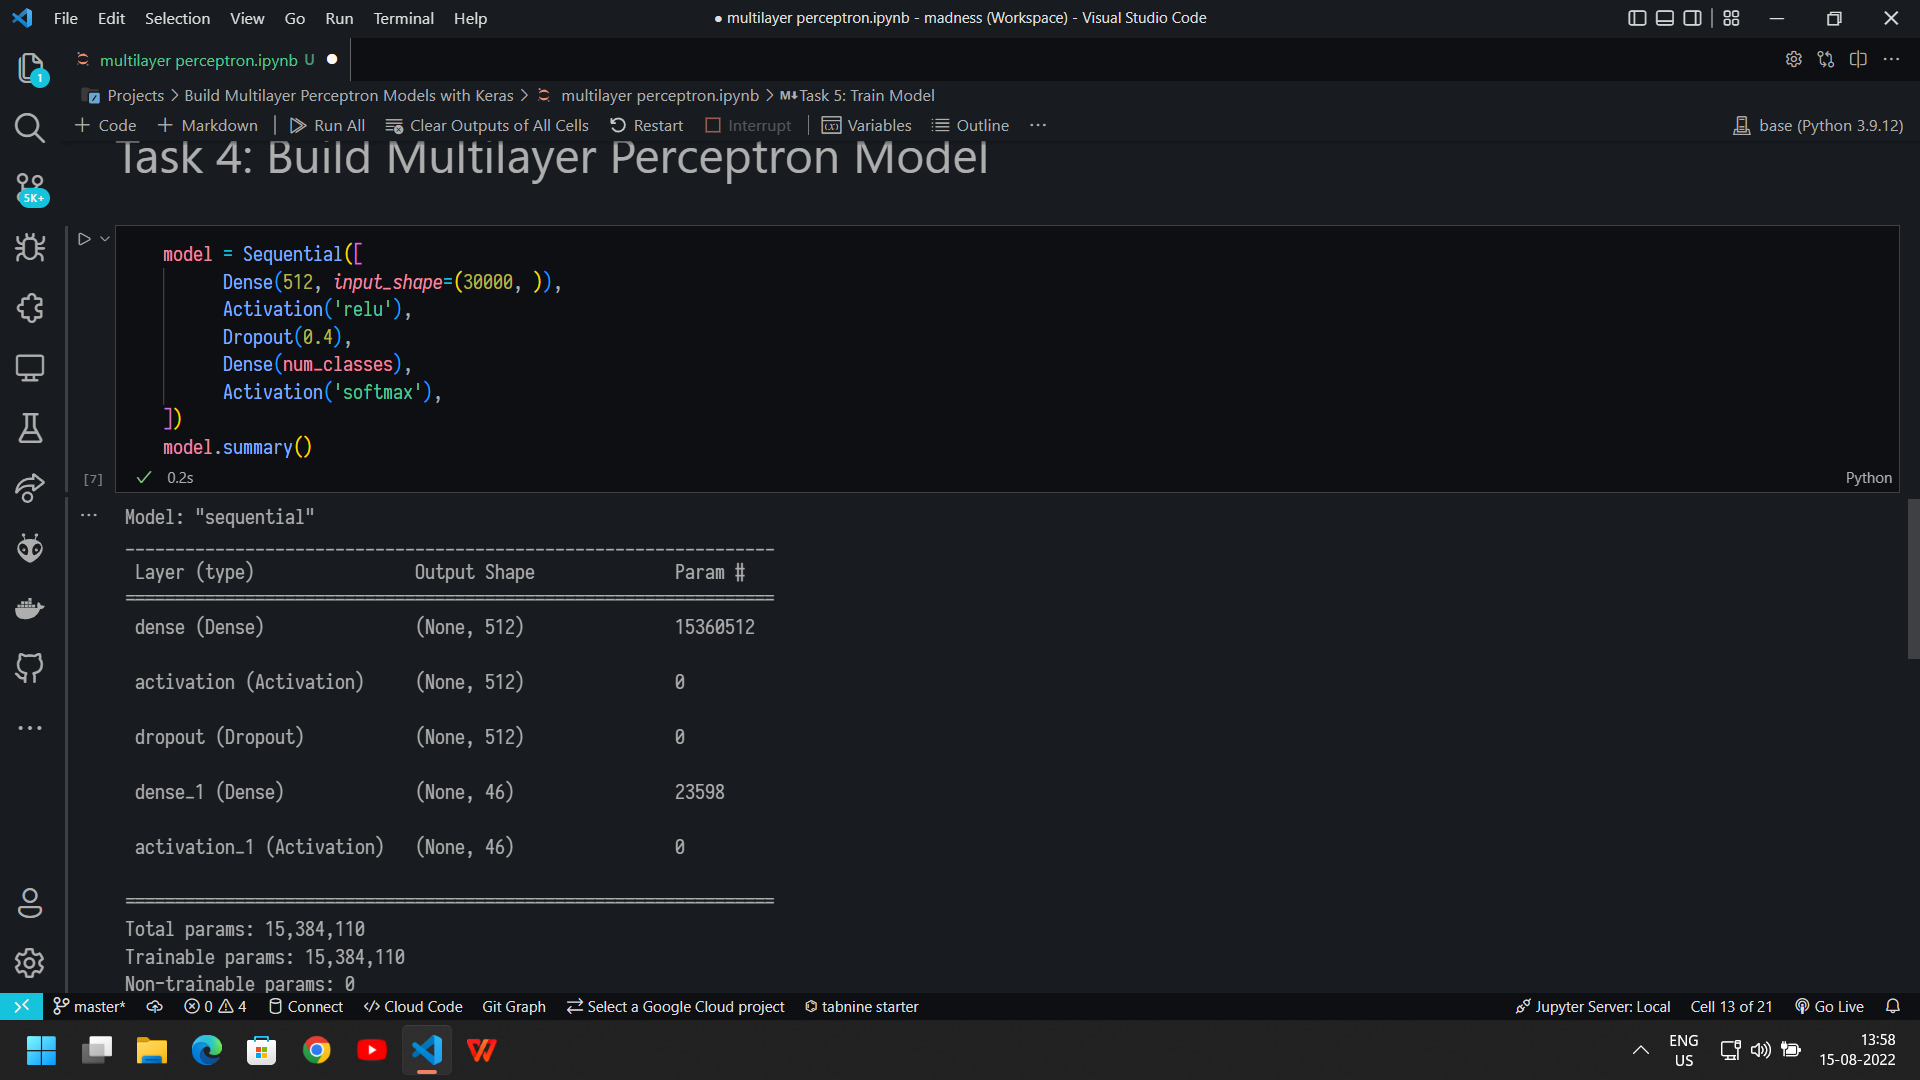 File Edit Selection View Go Run Terminal Help
● multilayer perceptron.ipynb - madness (Workspace) - Visual Studio Code
1
multilayer perceptron.ipynb U ●
Projects > Build Multilayer Perceptron Models with Keras > multilayer perceptron.ipynb > M↓Task 5: Train Model
+ Code + Markdown Run All Clear Outputs of All Cells Restart Interrupt Variables Outline ···
base (Python 3.9.12)
Task 4: Build Multilayer Perceptron Model
5K+
model = Sequential([
Dense(512, input_shape=(30000, )),
Activation('relu'),
Dropout(0.4),
Dense(num_classes),
Activation('softmax'),
])
model.summary()
[7] ✓ 0.2s
Python
··· Model: "sequential"
_________________________________________________________________
Layer (type) Output Shape Param #
=================================================================
dense (Dense) (None, 512) 15360512
activation (Activation) (None, 512) 0
dropout (Dropout) (None, 512) 0
dense_1 (Dense) (None, 46) 23598
activation_1 (Activation) (None, 46) 0
=================================================================
Total params: 15,384,110
Trainable params: 15,384,110
Non-trainable params: 0
master* 0 4 Connect Cloud Code Git Graph Select a Google Cloud project tabnine starter
Jupyter Server: Local Cell 13 of 21 Go Live
ENG
US
13:58
15-08-2022